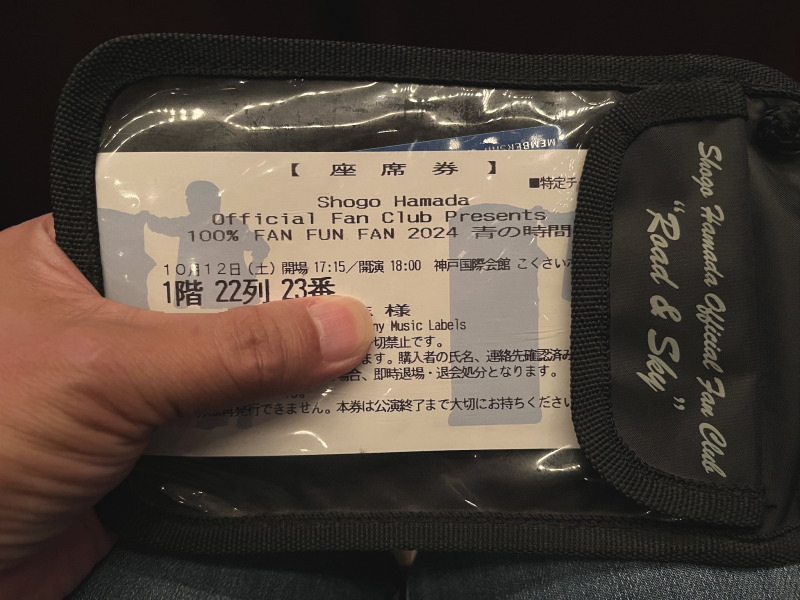 MEMBERSHI
【 座 席 券 】
■特定チ
Shogo Hamada
Official Fan Club Presents
100% FAN FUN FAN 2024 青の時間
10月12日(土) 開場 17:15/開演 18:00 神戸国際会館 こくさいホ
1階 22列 23番
様
ny Music Labels
切禁止です。
ます。購入者の氏名、連絡先確認済み
場合、即時退場・退会処分となります。
再発行できません。本券は公演終了まで大切にお持ちください
Shogo Hamada Official Fan Club
"Road & Sky"